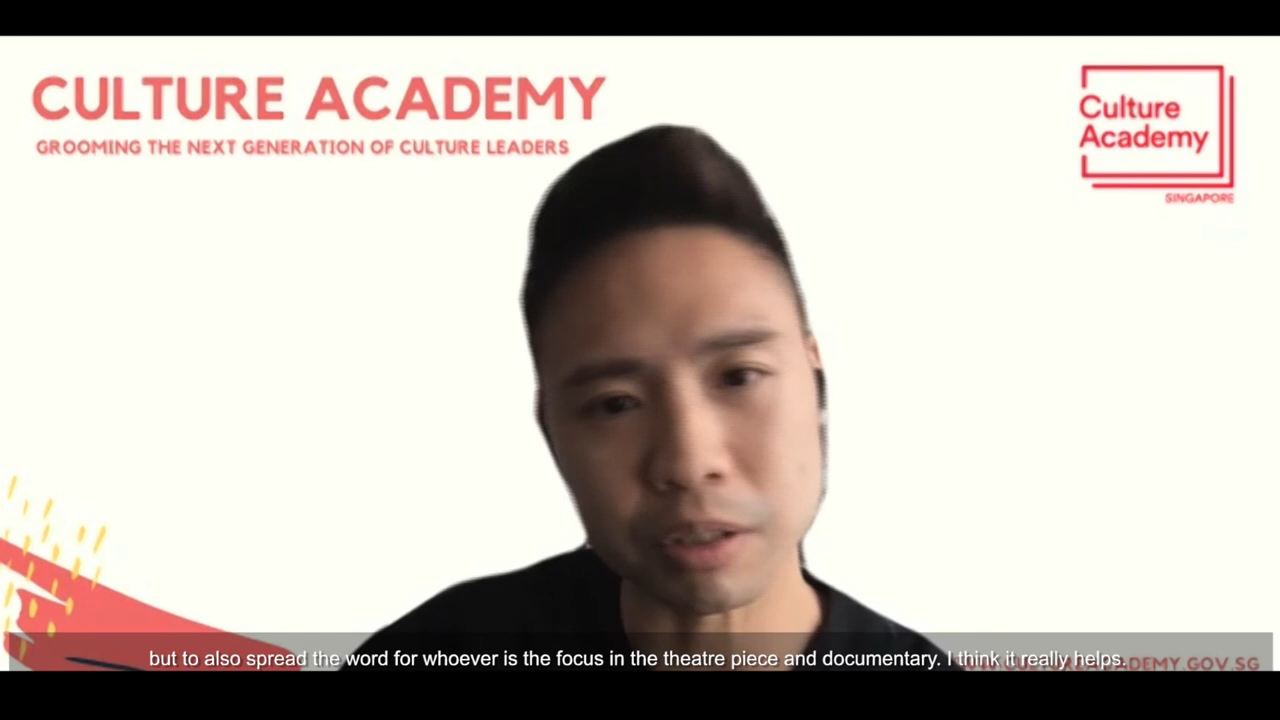 CULTURE ACADEMY
GROOMING THE NEXT GENERATION OF CULTURE LEADERS
Culture
Academy
SINGAPORE
but to also spread the word for whoever is the focus in the theatre piece and documentary. I think it really helps.